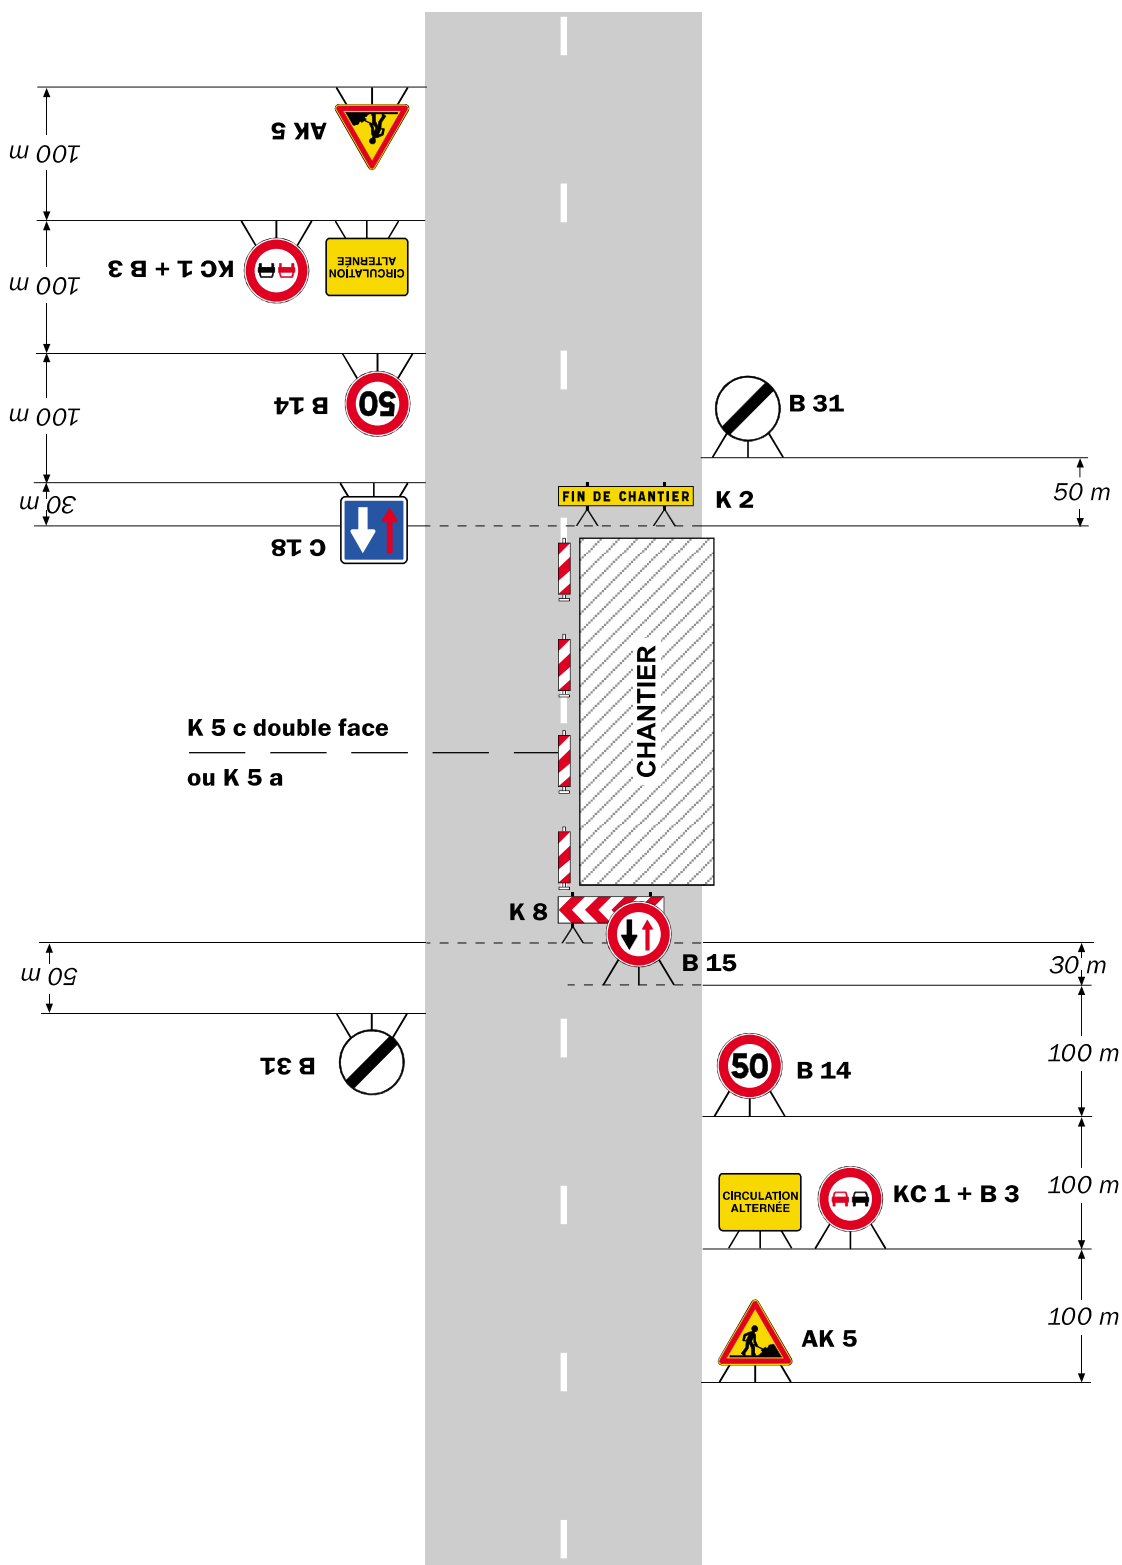 AK 5
100 m
KC 1 + B 3
CIRCULATION
ALTERNÉE
100 m
B 14
50
100 m
B 31
30 m
C 18
FIN DE CHANTIER
K 2
50 m
CHANTIER
K 5 c double face
ou K 5 a
K 8
B 15
50 m
30 m
B 31
50
B 14
100 m
CIRCULATION
ALTERNÉE
KC 1 + B 3
100 m
AK 5
100 m